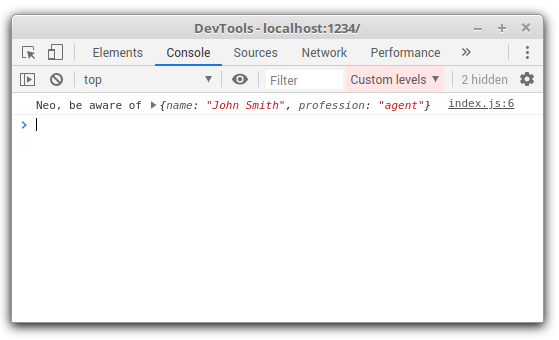 DevTools - localhost:1234/
Elements Console Sources Network Performance »
top Filter Custom levels 2 hidden
Neo, be aware of {name: "John Smith", profession: "agent"} index.js:6